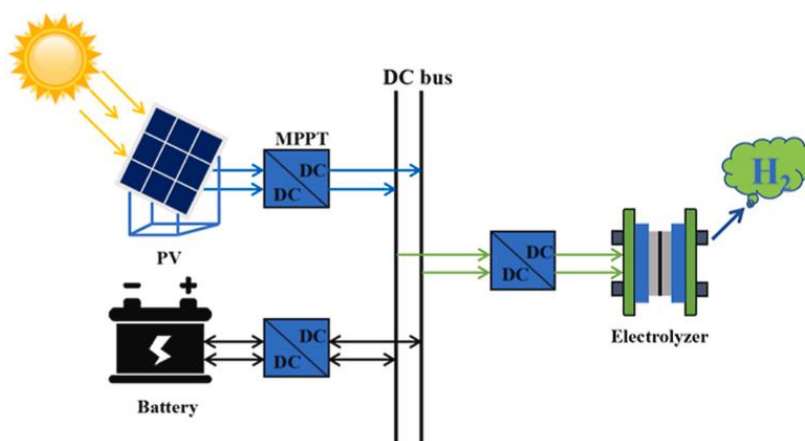 DC bus
MPPT
DC
DC
H₂
PV
DC
DC
- +
DC
DC
Electrolyzer
Battery